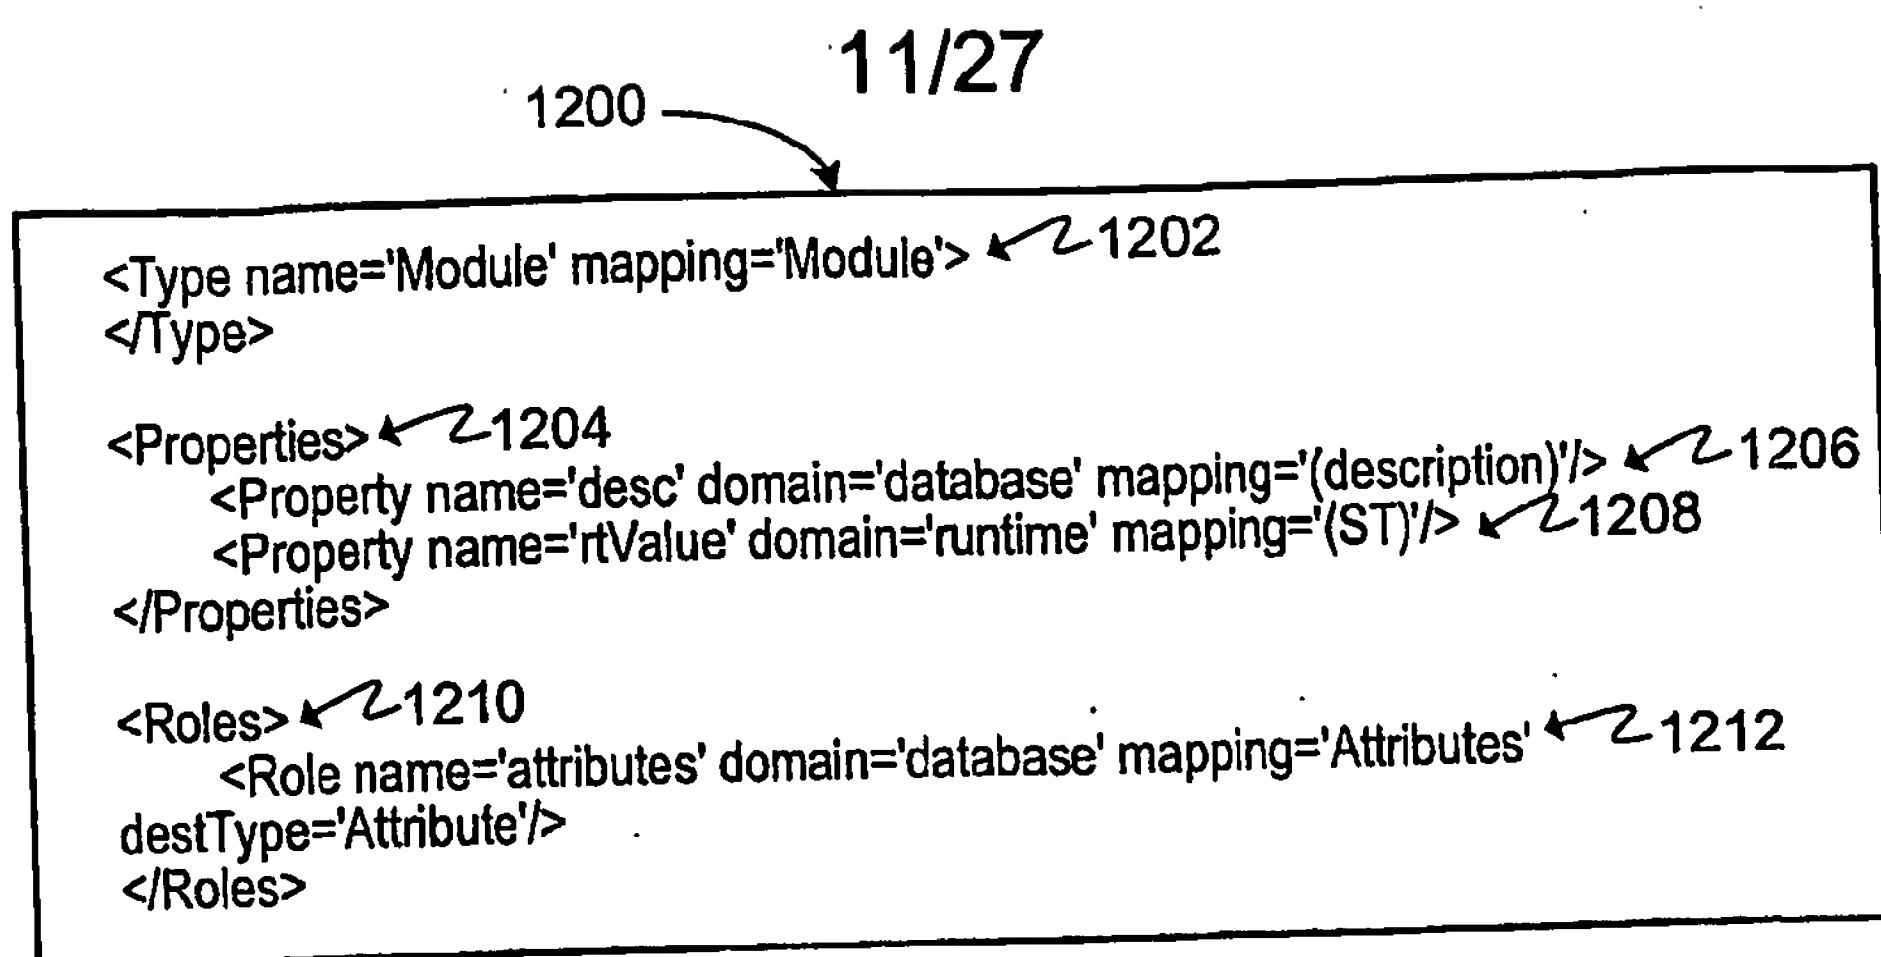 11/27
1200
<Type name='Module' mapping='Module'> 1202
</Type>
<Properties> 1204
<Property name='desc' domain='database' mapping='(description)'/> 1206
<Property name='rtValue' domain='runtime' mapping='(ST)'/> 1208
</Properties>
<Roles> 1210
<Role name='attributes' domain='database' mapping='Attributes' 1212
destType='Attribute'/>
</Roles>